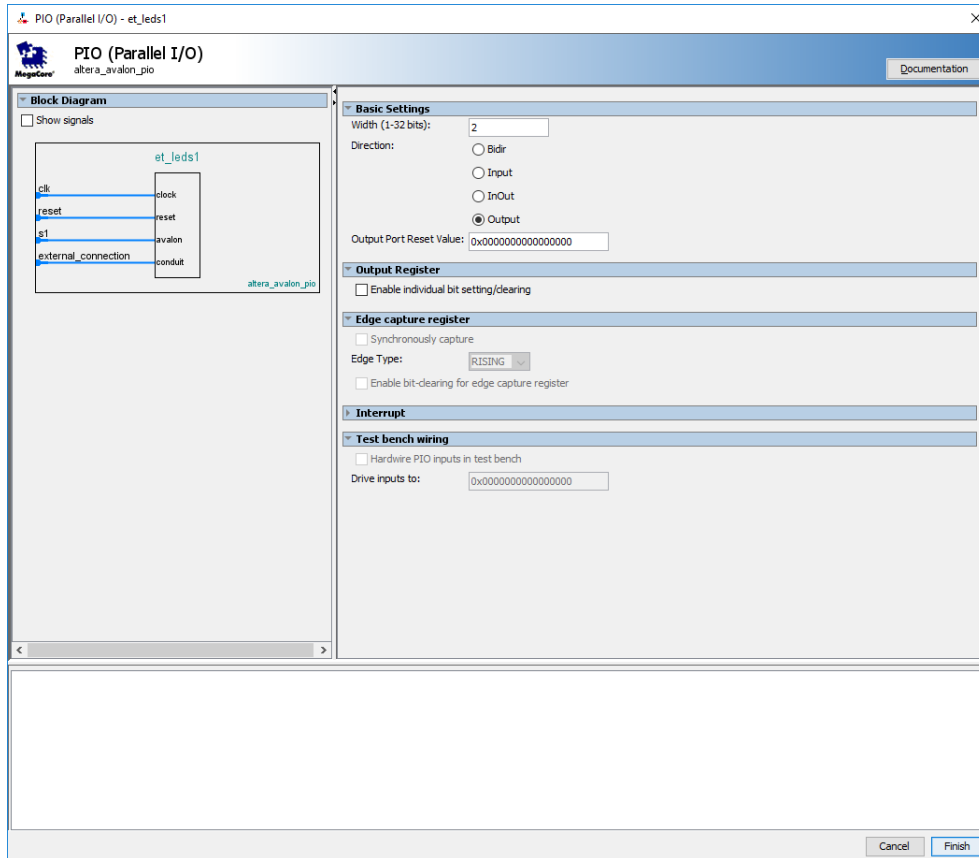 PIO (Parallel I/O) - et_leds1
PIO (Parallel I/O)
altera_avalon_pio
MegaCore'
Documentation
Block Diagram
Show signals
et_leds1
clk
clock
reset
reset
s1
avalon
external_connection
conduit
altera_avalon_pio
Basic Settings
Width (1-32 bits): 2
Direction: Bidir
Input
InOut
Output
Output Port Reset Value: 0x0000000000000000
Output Register
Enable individual bit setting/clearing
Edge capture register
Synchronously capture
Edge Type: RISING
Enable bit-clearing for edge capture register
Interrupt
Test bench wiring
Hardwire PIO inputs in test bench
Drive inputs to: 0x0000000000000000
Cancel Finish